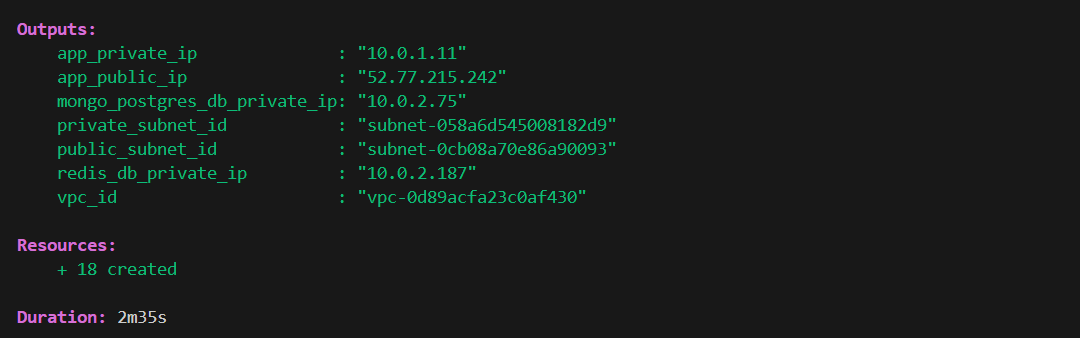 Outputs:
app_private_ip : "10.0.1.11"
app_public_ip : "52.77.215.242"
mongo_postgres_db_private_ip: "10.0.2.75"
private_subnet_id : "subnet-058a6d545008182d9"
public_subnet_id : "subnet-0cb08a70e86a90093"
redis_db_private_ip : "10.0.2.187"
vpc_id : "vpc-0d89acfa23c0af430"
Resources:
+ 18 created
Duration: 2m35s